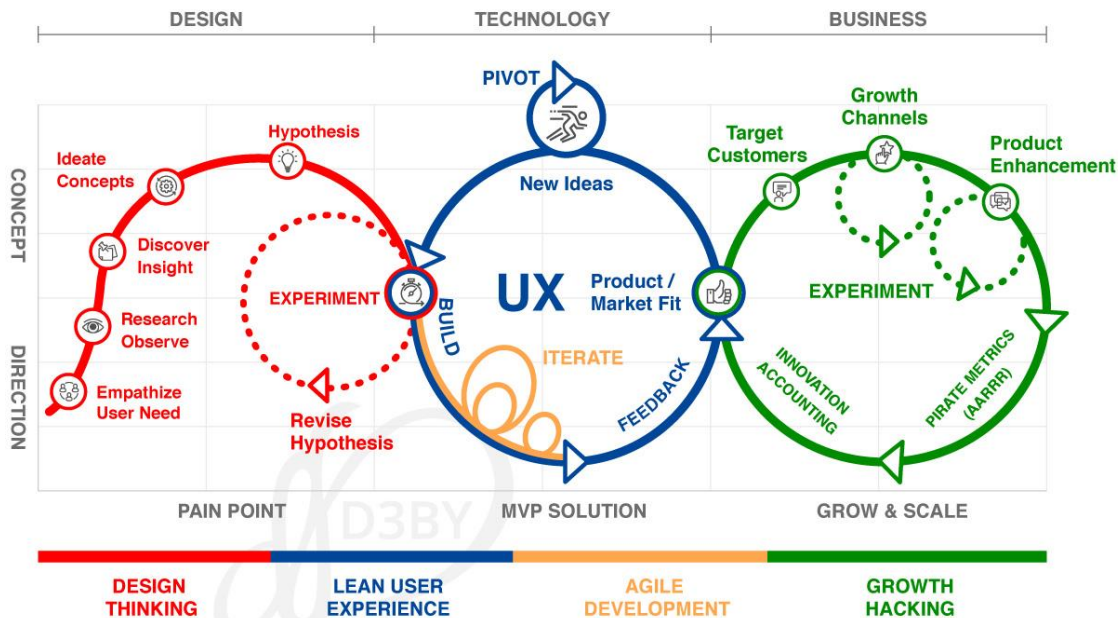 DESIGN
TECHNOLOGY
BUSINESS
CONCEPT
DIRECTION
Empathize
User Need
Research
Observe
Discover
Insight
Ideate
Concepts
Hypothesis
EXPERIMENT
Revise
Hypothesis
PIVOT
New Ideas
UX
Product /
Market Fit
BUILD
ITERATE
FEEDBACK
Target
Customers
Growth
Channels
Product
Enhancement
EXPERIMENT
INNOVATION
ACCOUNTING
PIRATE METRICS
(AARRR)
D3BY
PAIN POINT
MVP SOLUTION
GROW & SCALE
DESIGN
THINKING
LEAN USER
EXPERIENCE
AGILE
DEVELOPMENT
GROWTH
HACKING